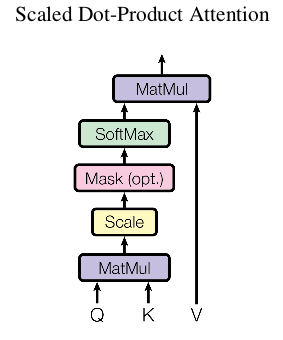 Scaled Dot-Product Attention
MatMul
SoftMax
Mask (opt.)
Scale
MatMul
Q K V